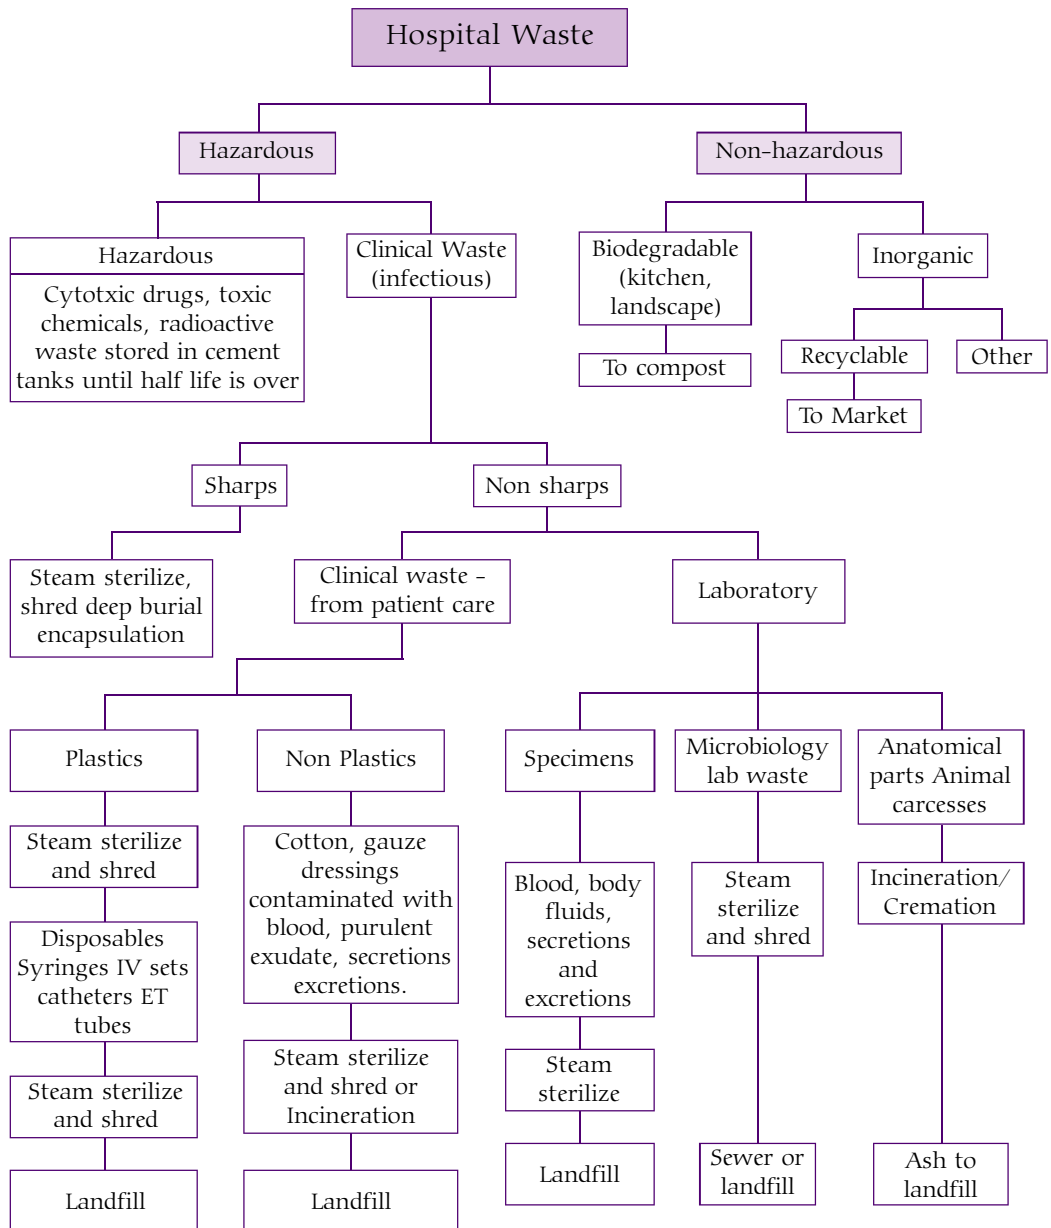 Hospital Waste
Hazardous
Non-hazardous
Hazardous
Cytotxic drugs, toxic
chemicals, radioactive
waste stored in cement
tanks until half life is over
Clinical Waste
(infectious)
Biodegradable
(kitchen,
landscape)
Inorganic
To compost
Recyclable
Other
To Market
Sharps
Non sharps
Steam sterilize,
shred deep burial
encapsulation
Clinical waste –
from patient care
Laboratory
Plastics
Non Plastics
Specimens
Microbiology
lab waste
Anatomical
parts Animal
carcesses
Steam sterilize
and shred
Cotton, gauze
dressings
contaminated with
blood, purulent
exudate, secretions
excretions.
Blood, body
fluids,
secretions
and
excretions
Steam
sterilize
and shred
Incineration/
Cremation
Disposables
Syringes IV sets
catheters ET
tubes
Steam sterilize
and shred
Steam sterilize
and shred or
Incineration
Steam
sterilize
Landfill
Landfill
Landfill
Sewer or
landfill
Ash to
landfill